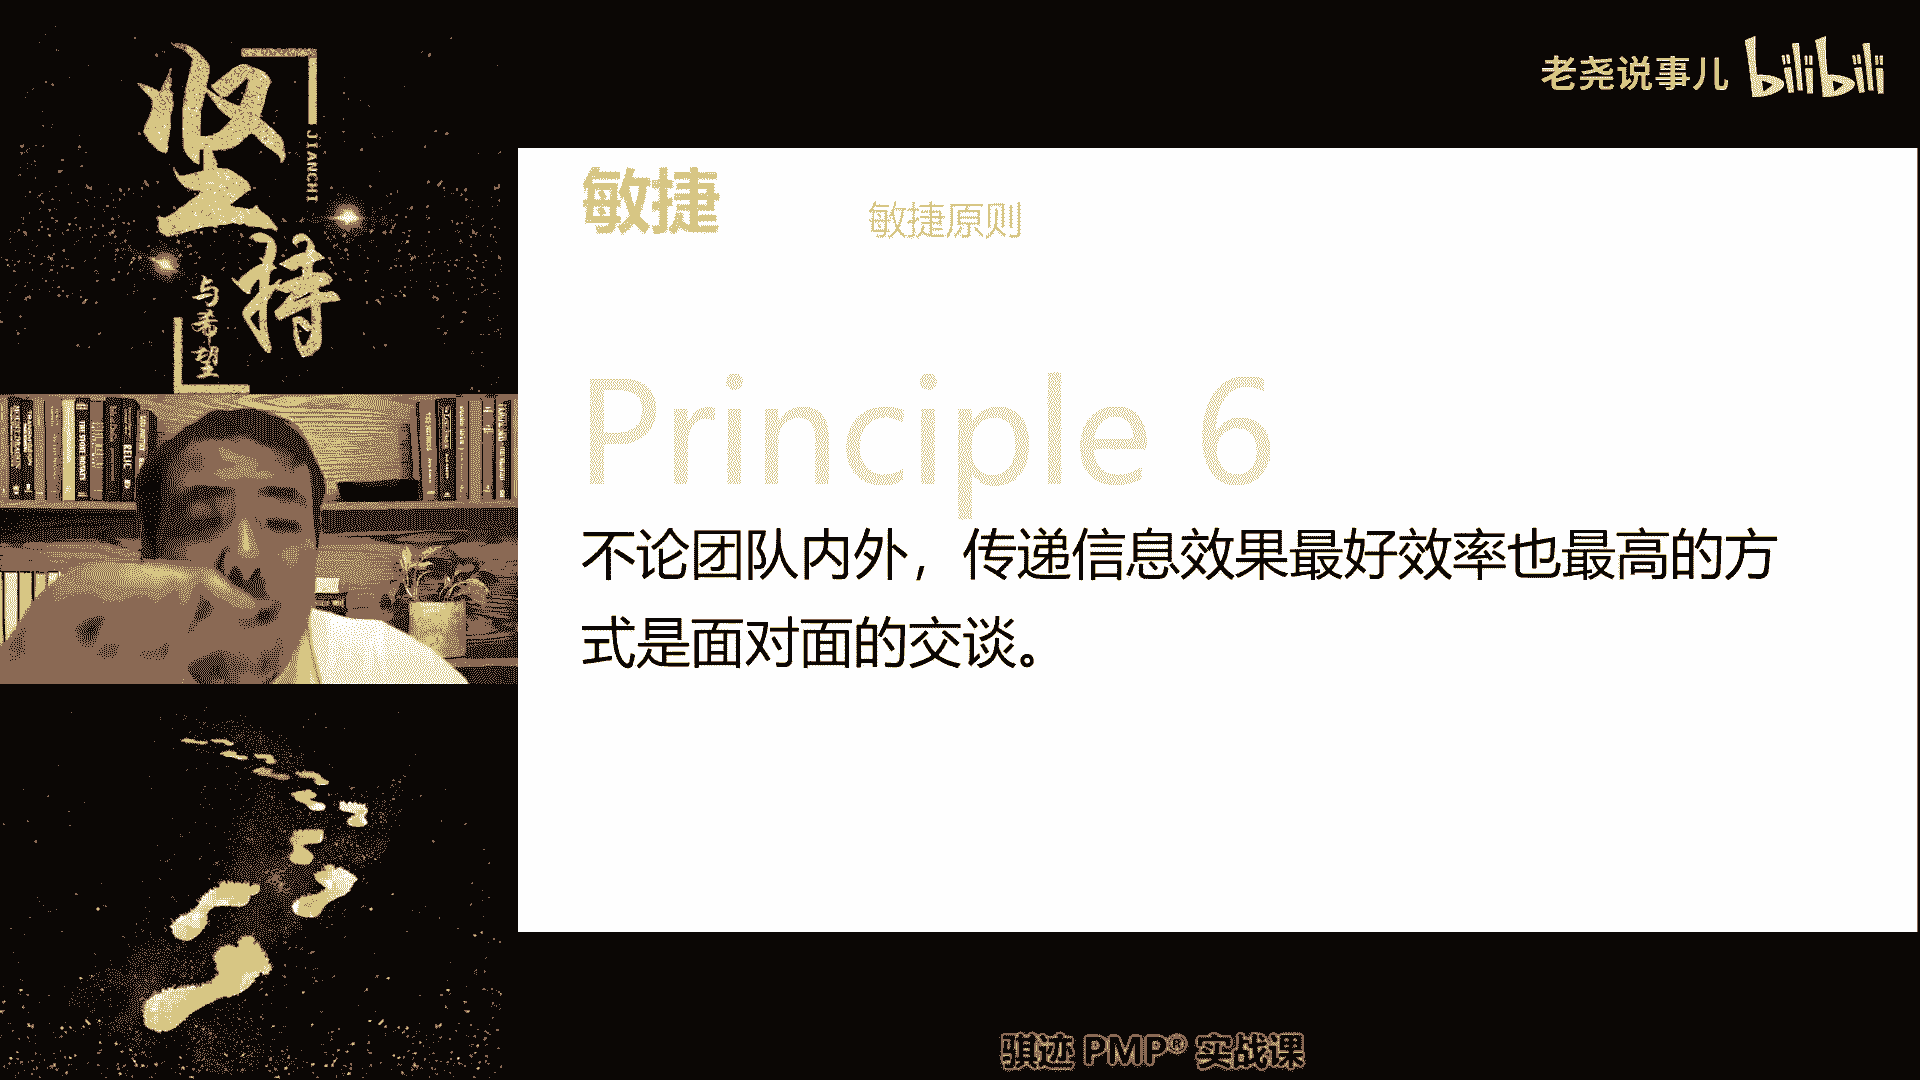 坚持
JIANCHI
与希望
老尧说事儿 bilibili
敏捷
敏捷原则
Principle 6
不论团队内外，传递信息效果最好效率也最高的方
式是面对面的交谈。
骐迹 PMP® 实战课